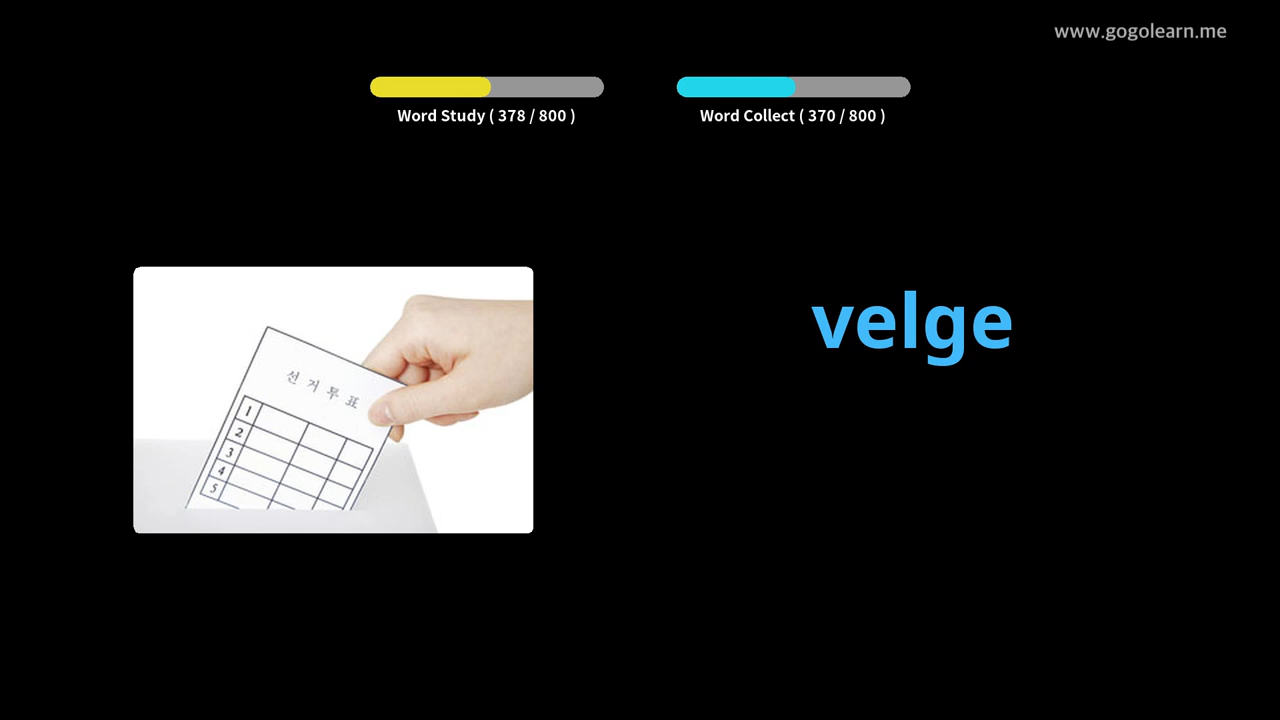 www.gogolearn.me
Word Study ( 378 / 800 )
Word Collect ( 370 / 800 )
velge
선거투표
1
2
3
4
5